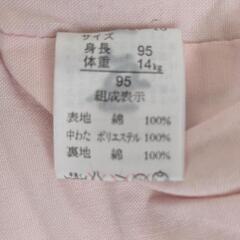 サイズ
身長 95
体重 14kg
95
組成表示
表地 綿 100%
中わた ポリエステル 100%
裏地 綿 100%